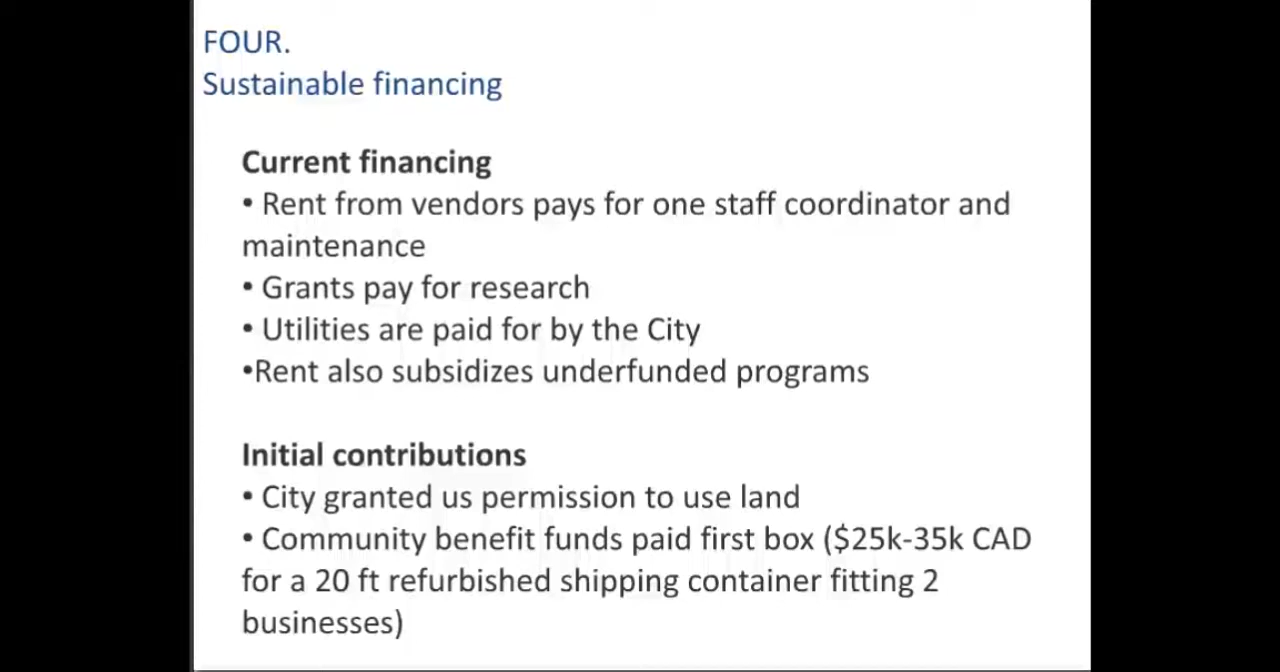 FOUR.
Sustainable financing
Current financing
• Rent from vendors pays for one staff coordinator and
maintenance
• Grants pay for research
• Utilities are paid for by the City
•Rent also subsidizes underfunded programs
Initial contributions
• City granted us permission to use land
• Community benefit funds paid first box ($25k-35k CAD
for a 20 ft refurbished shipping container fitting 2
businesses)